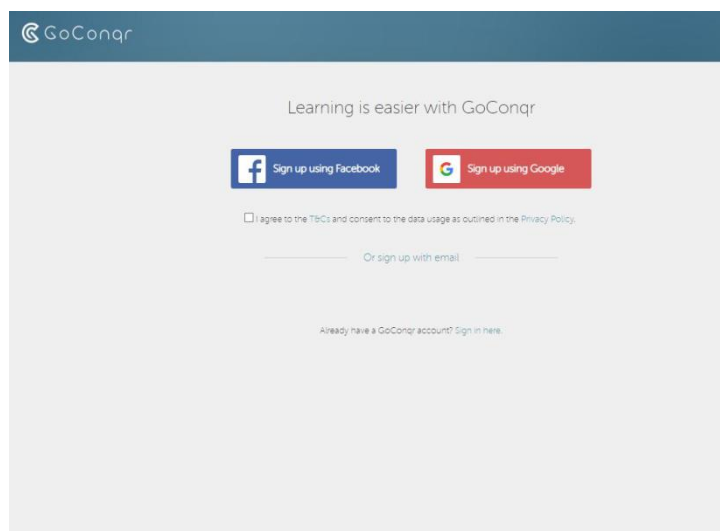 GoConqr
Learning is easier with GoConqr
Sign up using Facebook
Sign up using Google
I agree to the T&Cs and consent to the data usage as outlined in the Privacy Policy.
Or sign up with email
Already have a GoConqr account? Sign in here.